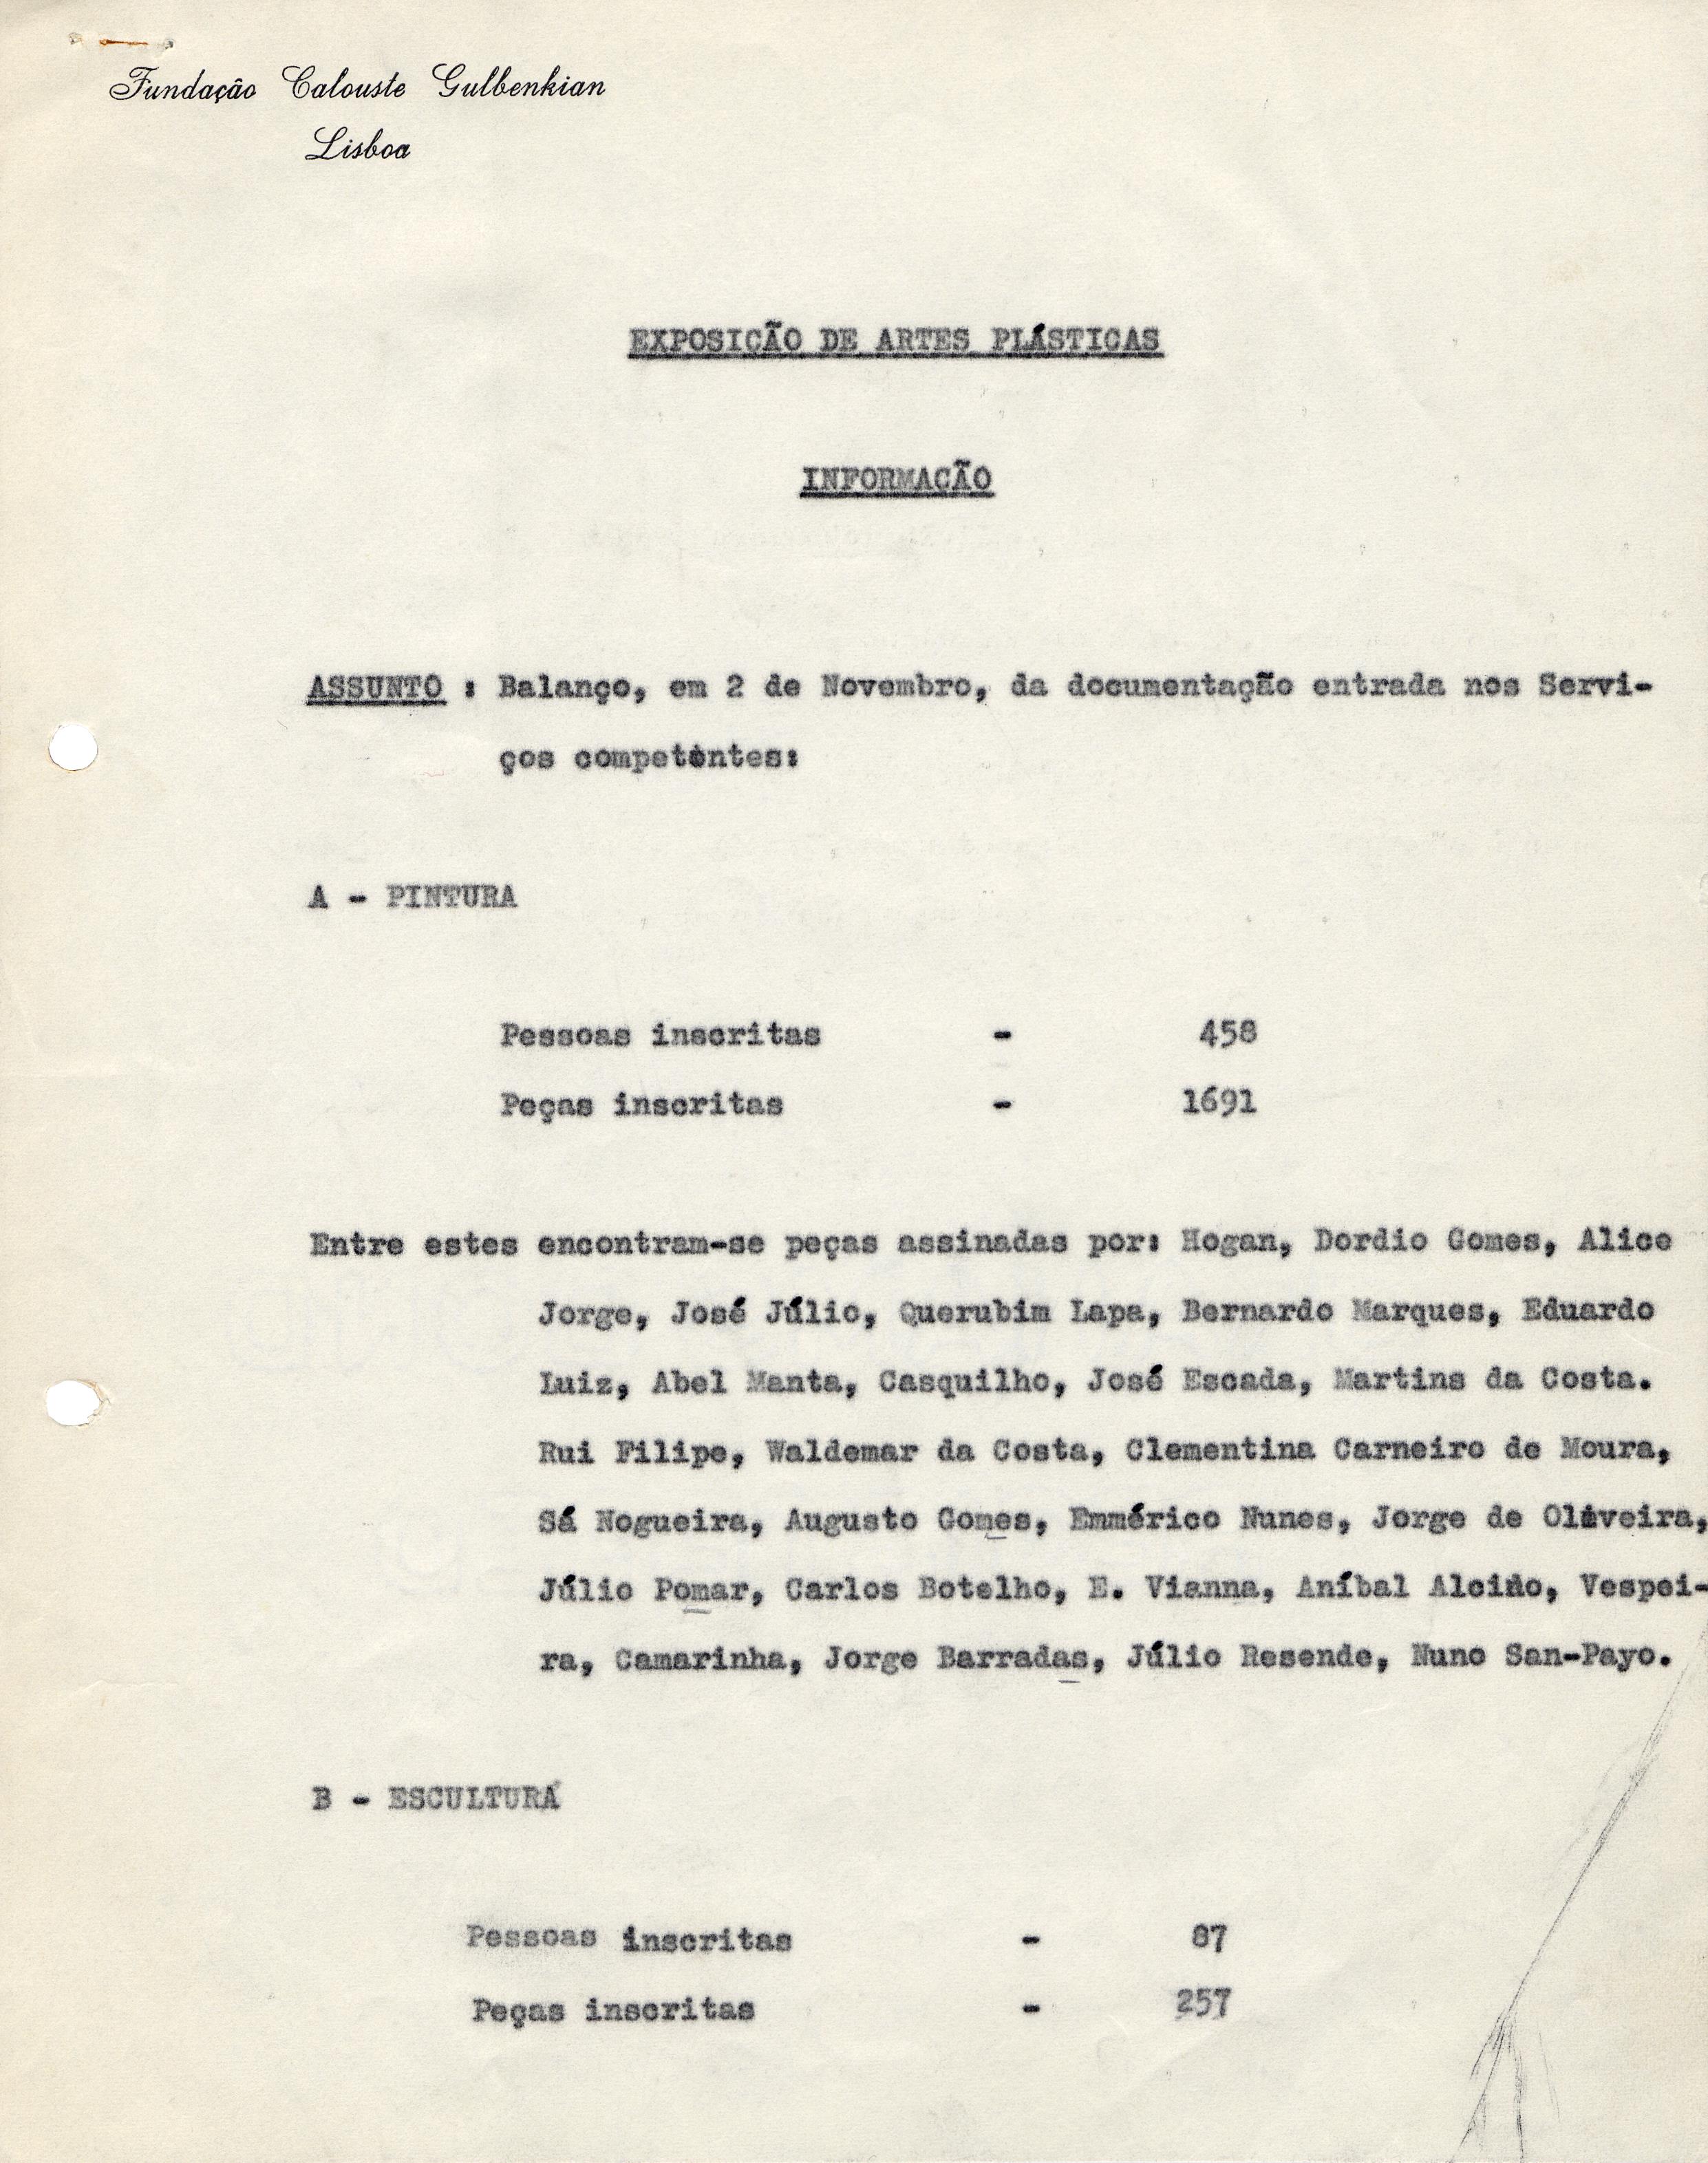 Fundação Calouste Gulbenkian
Lisboa
EXPOSIÇÃO DE ARTES PLÁSTICAS
INFORMAÇÃO
ASSUNTO : Balanço, em 2 de Novembro, da documentação entrada nos Servi-
ços competentes:
A - PINTURA
Pessoas inscritas - 458
Peças inscritas - 1691
Entre estes encontram-se peças assinadas por: Hogan, Dordio Gomes, Alice
Jorge, José Júlio, Querubim Lapa, Bernardo Marques, Eduardo
Luiz, Abel Manta, Casquilho, José Escada, Martins da Costa.
Rui Filipe, Waldemar da Costa, Clementina Carneiro de Moura,
Sá Nogueira, Augusto Gomes, Emmérico Nunes, Jorge de Oliveira,
Júlio Pomar, Carlos Botelho, E. Vianna, Aníbal Alcino, Vespei-
ra, Camarinha, Jorge Barradas, Júlio Resende, Nuno San-Payo.
B - ESCULTURA
Pessoas inscritas - 87
Peças inscritas - 257